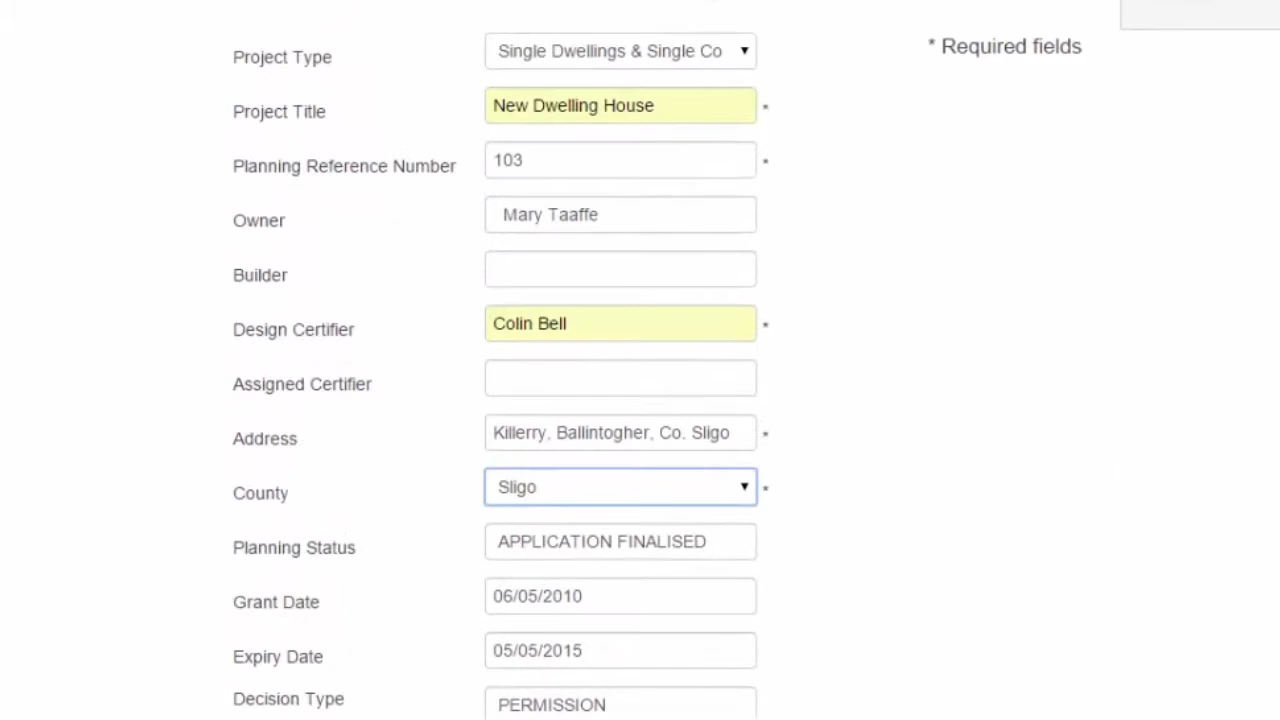 Project Type Single Dwellings & Single Co
* Required fields
Project Title New Dwelling House *
Planning Reference Number 103 *
Owner Mary Taaffe
Builder
Design Certifier Colin Bell *
Assigned Certifier
Address Killerry, Ballintogher, Co. Sligo *
County Sligo *
Planning Status APPLICATION FINALISED
Grant Date 06/05/2010
Expiry Date 05/05/2015
Decision Type PERMISSION